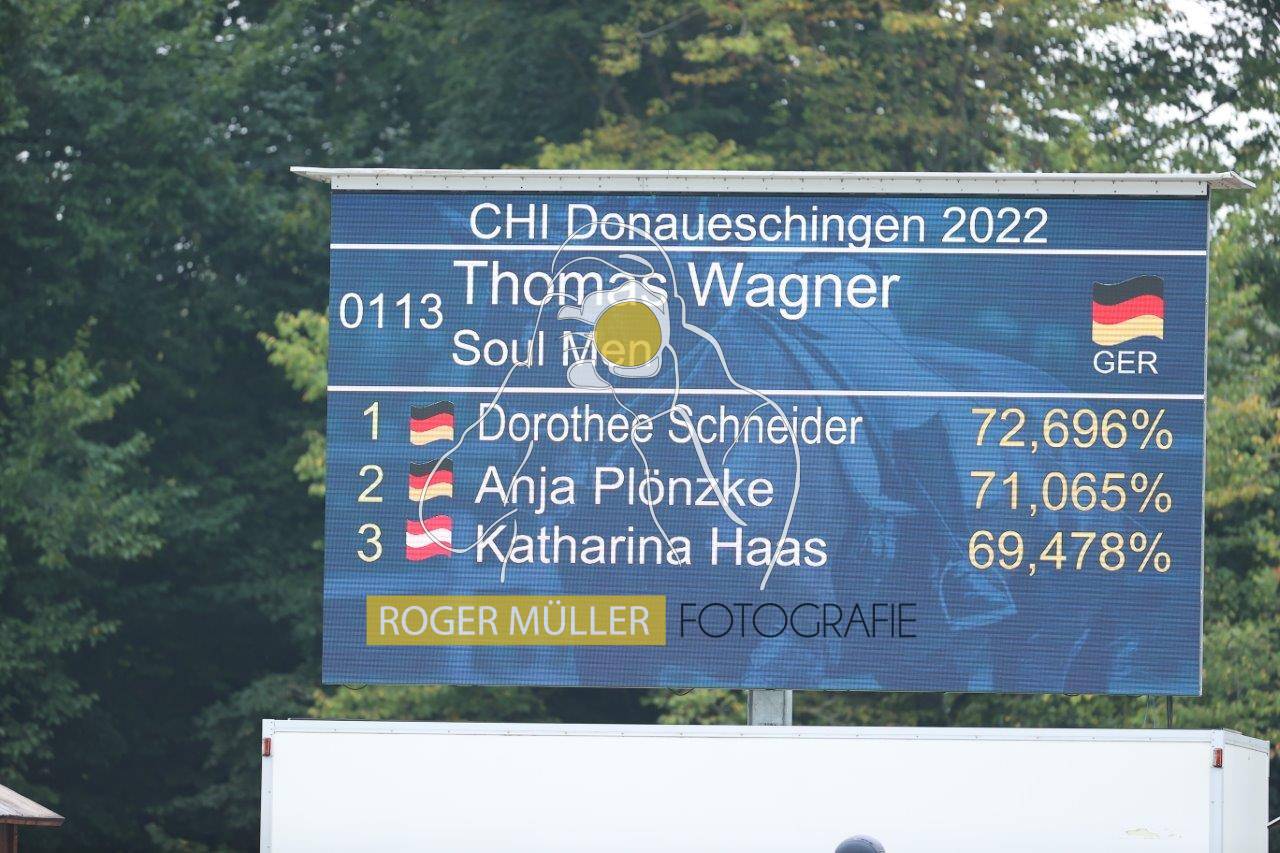 CHI Donaueschingen 2022
0113 Thomas Wagner
Soul Men
GER
1 Dorothee Schneider 72,696%
2 Anja Plönzke 71,065%
3 Katharina Haas 69,478%
ROGER MÜLLER FOTOGRAFIE